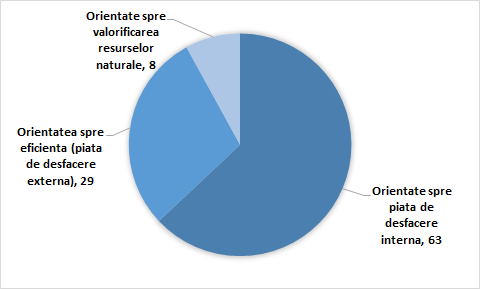 Orientate spre
valorificarea
resurselor
naturale, 8
Orientatea spre
eficienta (piata
de desfacere
externa), 29
Orientate spre
piata de
desfacere
interna, 63